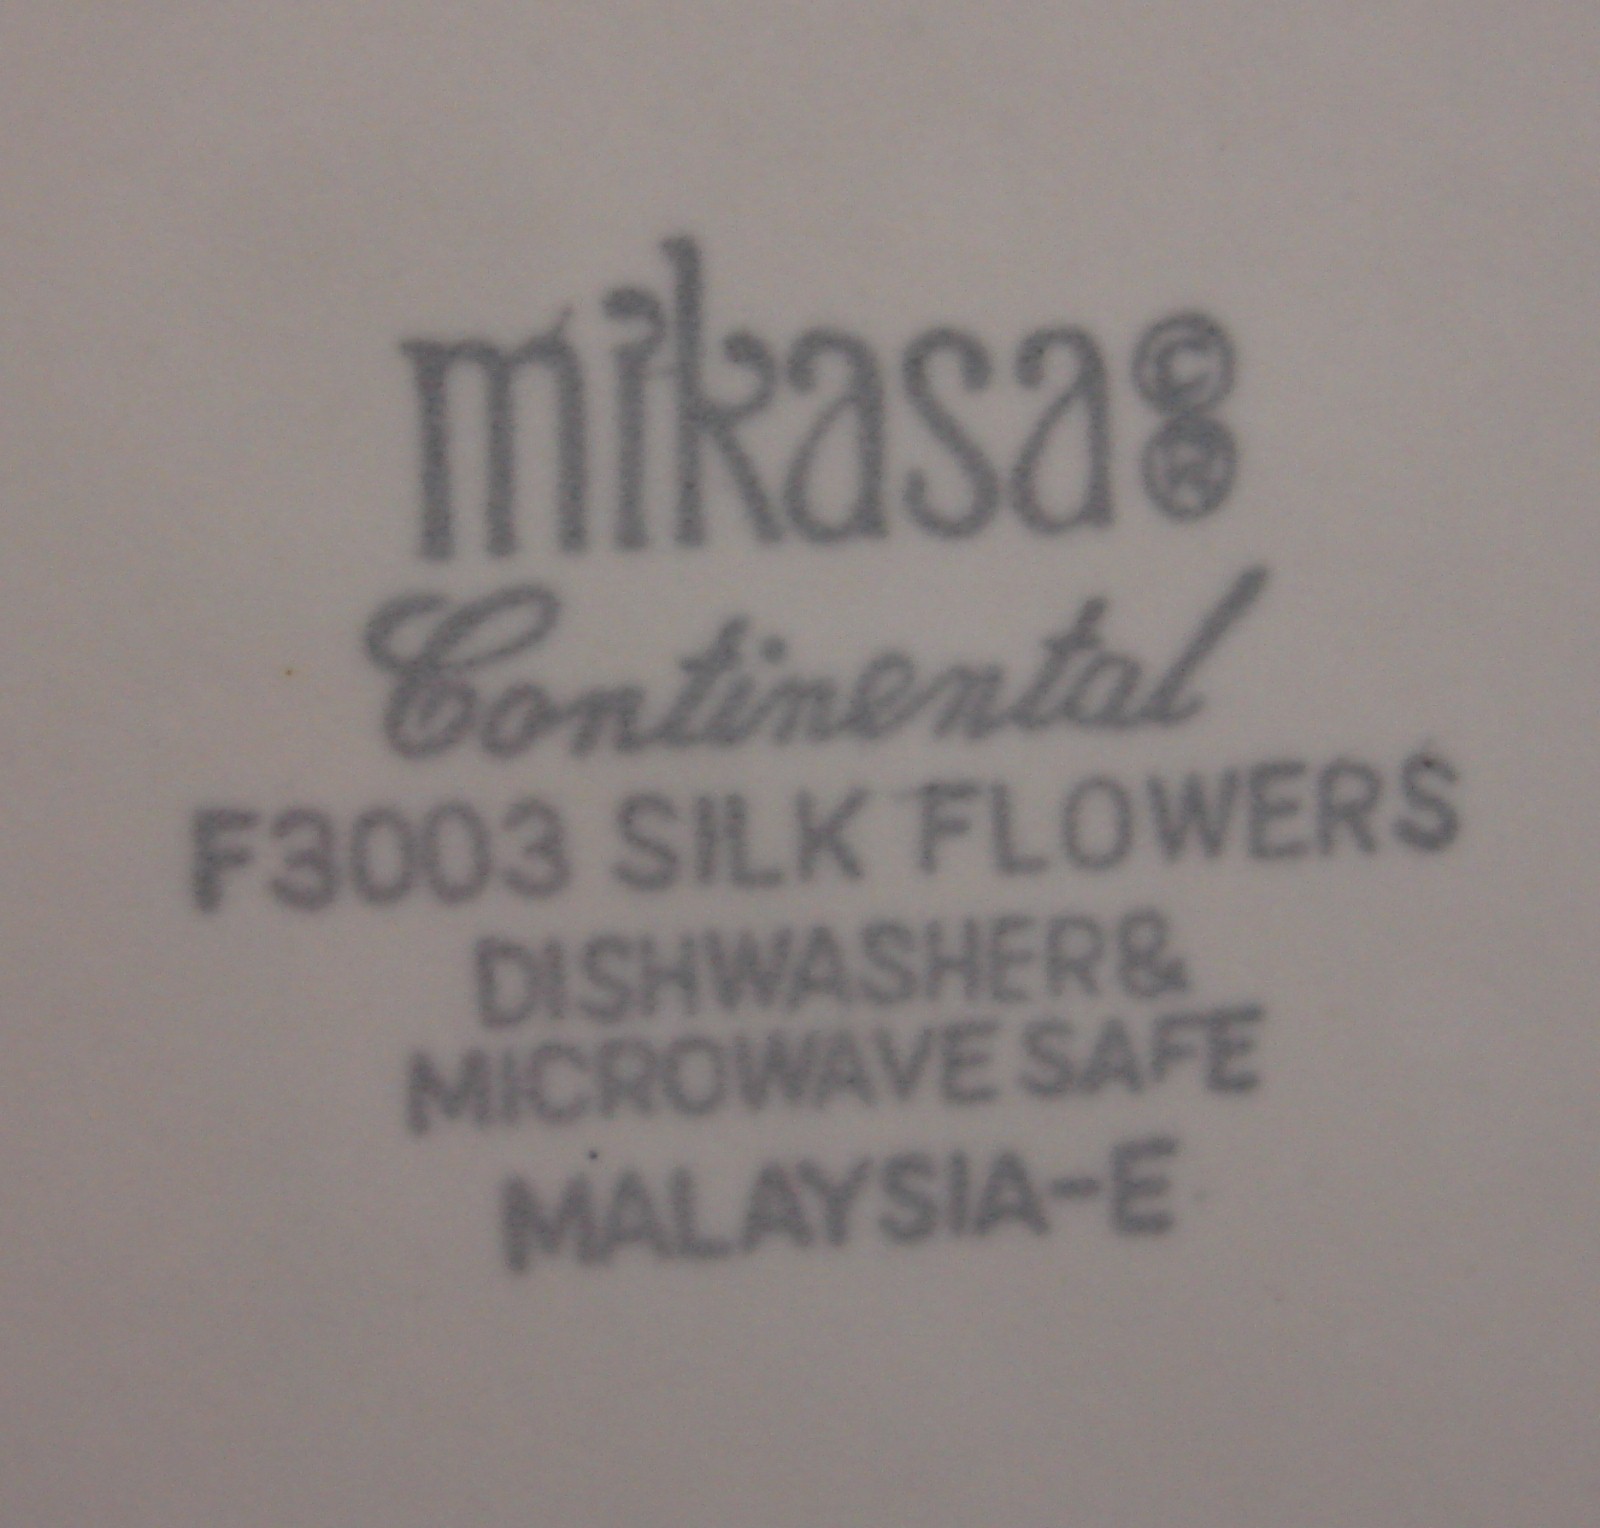 mikasa © ®
Continental
F3003 SILK FLOWERS
DISHWASHER &
MICROWAVE SAFE
MALAYSIA-E